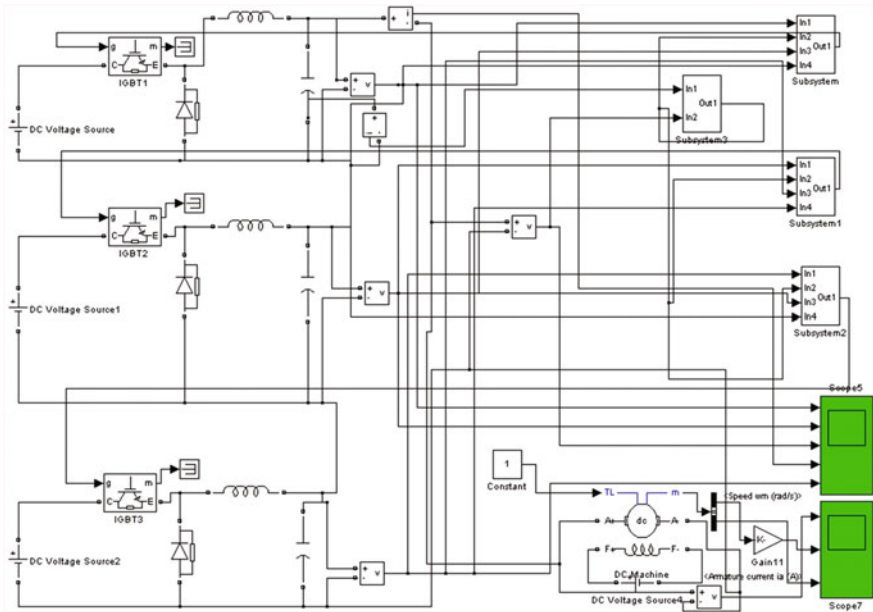 i
+
In1
In2
In3
In4
Out1
Subsystem
g m
C E
IGBT1
+ v
-
DC Voltage Source
In1
In2
Out1
Subsystem3
In1
In2
In3
In4
Out1
Subsystem1
g m
C E
IGBT2
+ v
-
+ v
-
DC Voltage Source1
In1
In2
In3
In4
Out1
Subsystem2
Scope5
g m
C E
IGBT3
1
Constant
TL m
<Speed wm (rad/s)>
A+ dc A-
F+ F-
K-
Gain11
DC Voltage Source2
+ v
-
DC Machine
<Armature current ia (A)>
DC Voltage Source4
+ v
-
Scope7